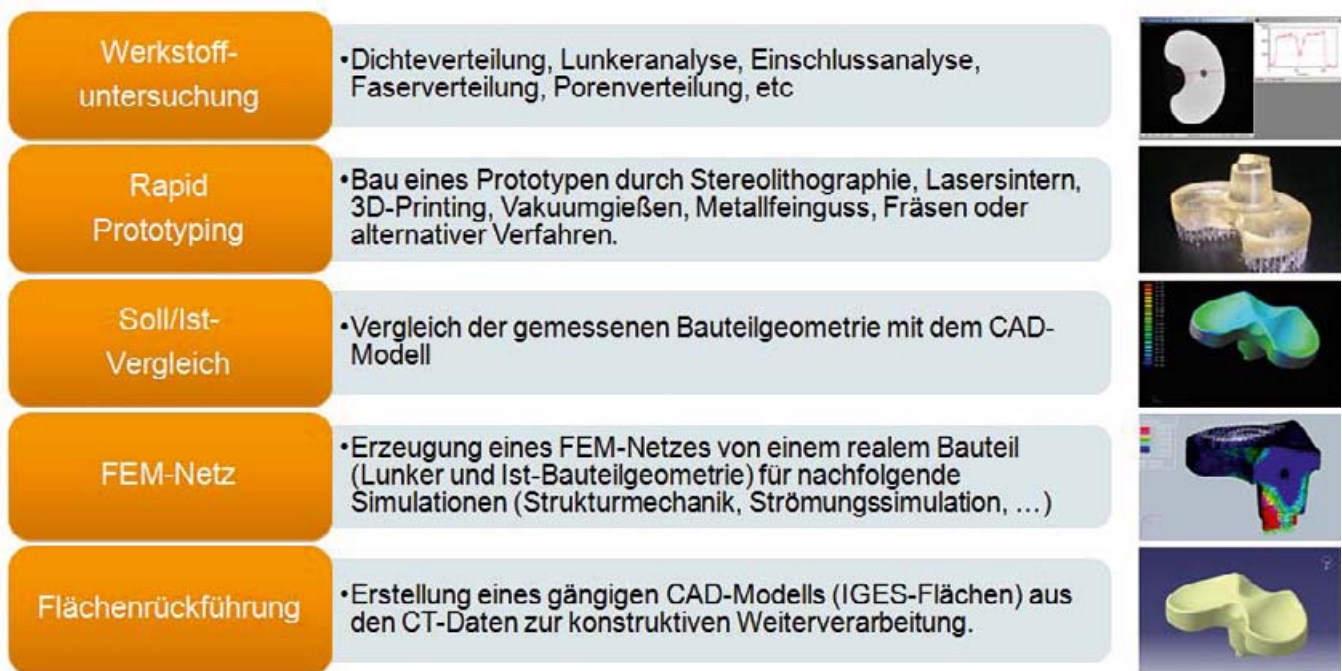 Werkstoff-
untersuchung
•Dichteverteilung, Lunkeranalyse, Einschlussanalyse,
Faserverteilung, Porenverteilung, etc
Rapid
Prototyping
•Bau eines Prototypen durch Stereolithographie, Lasersintern,
3D-Printing, Vakuumgießen, Metallfeinguss, Fräsen oder
alternativer Verfahren.
Soll/Ist-
Vergleich
•Vergleich der gemessenen Bauteilgeometrie mit dem CAD-
Modell
FEM-Netz
•Erzeugung eines FEM-Netzes von einem realem Bauteil
(Lunker und Ist-Bauteilgeometrie) für nachfolgende
Simulationen (Strukturmechanik, Strömungssimulation, …)
Flächenrückführung
•Erstellung eines gängigen CAD-Modells (IGES-Flächen) aus
den CT-Daten zur konstruktiven Weiterverarbeitung.